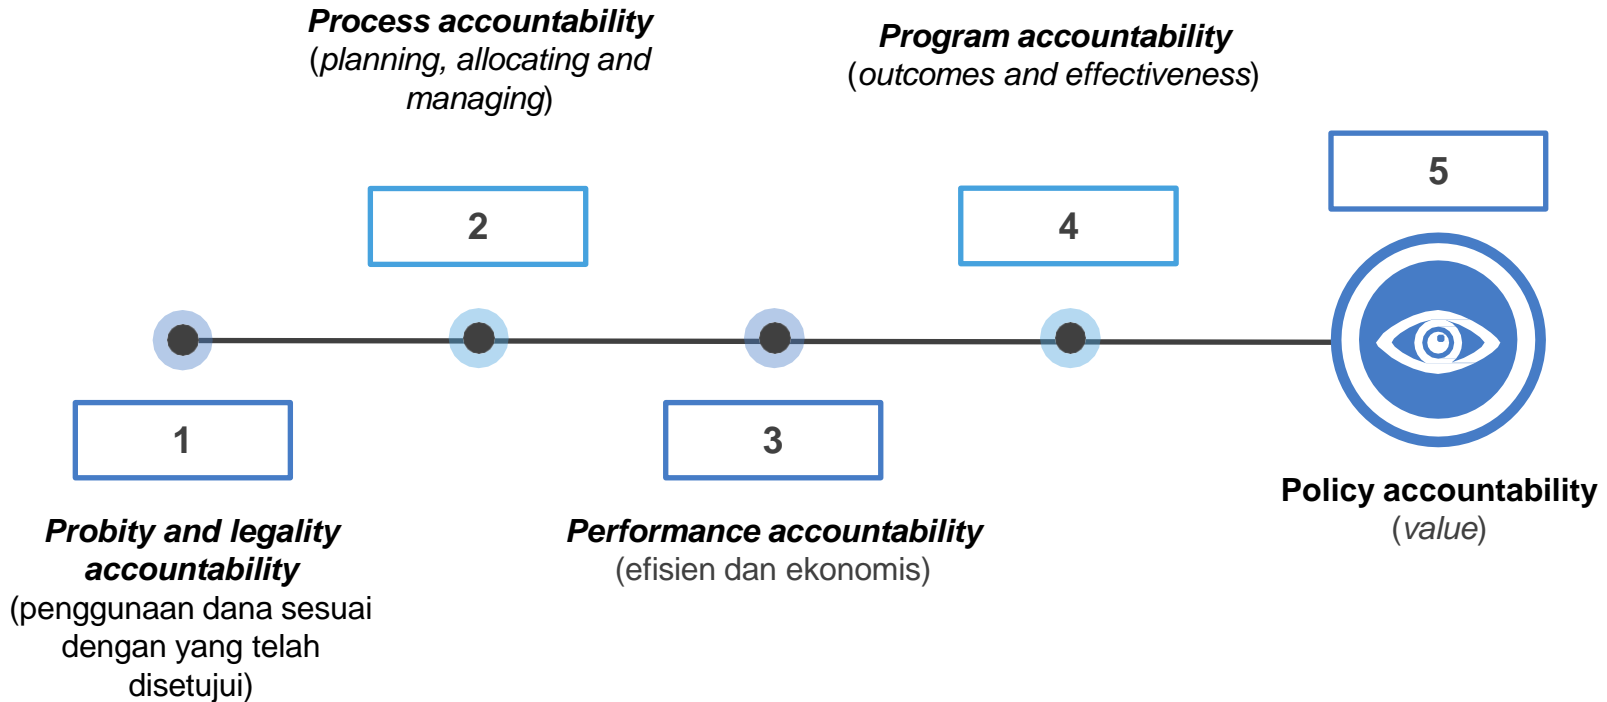 Process accountability
(planning, allocating and
managing)
Program accountability
(outcomes and effectiveness)
5
2
4
1
3
Probity and legality
accountability
(penggunaan dana sesuai
dengan yang telah
disetujui)
Performance accountability
(efisien dan ekonomis)
Policy accountability
(value)